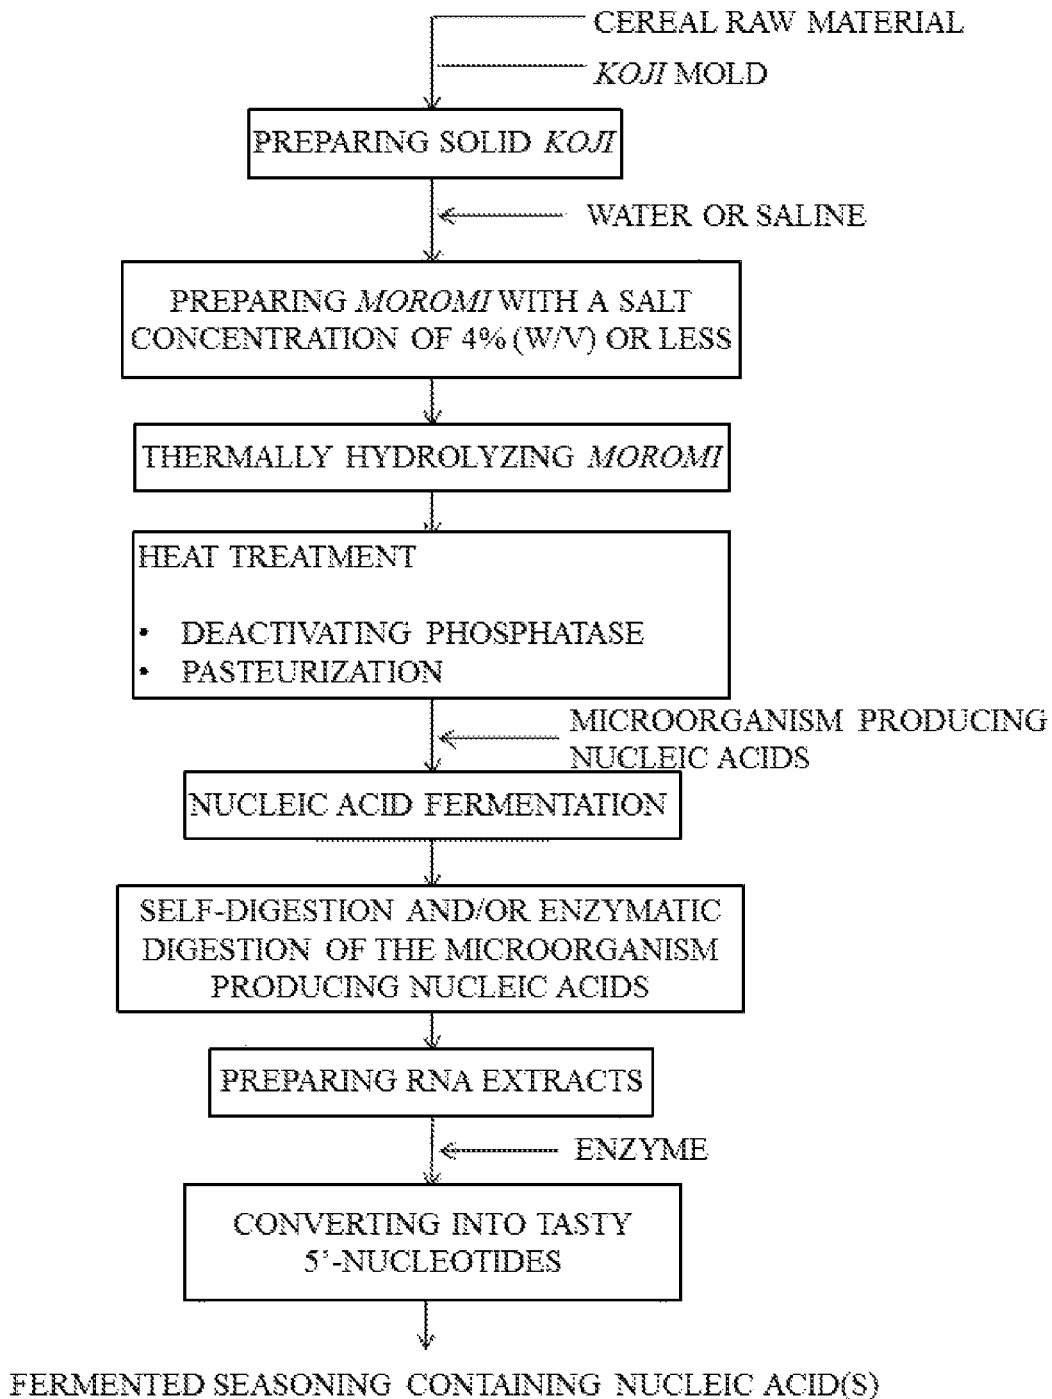 CEREAL RAW MATERIAL
KOJI MOLD
PREPARING SOLID KOJI
WATER OR SALINE
PREPARING MOROMI WITH A SALT
CONCENTRATION OF 4% (W/V) OR LESS
THERMALLY HYDROLYZING MOROMI
HEAT TREATMENT
• DEACTIVATING PHOSPHATASE
• PASTEURIZATION
MICROORGANISM PRODUCING
NUCLEIC ACIDS
NUCLEIC ACID FERMENTATION
SELF-DIGESTION AND/OR ENZYMATIC
DIGESTION OF THE MICROORGANISM
PRODUCING NUCLEIC ACIDS
PREPARING RNA EXTRACTS
ENZYME
CONVERTING INTO TASTY
5'-NUCLEOTIDES
FERMENTED SEASONING CONTAINING NUCLEIC ACID(S)